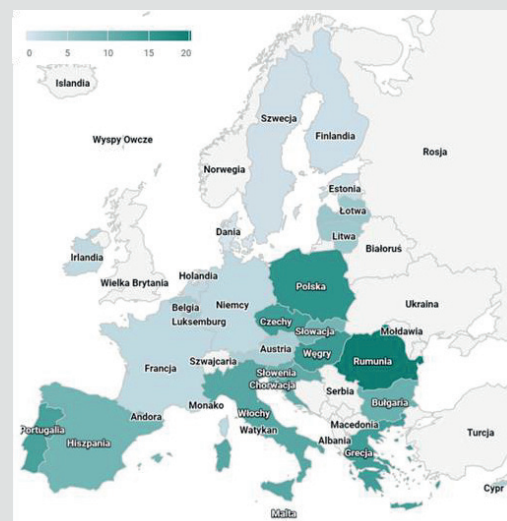 0 5 10 15 20
Islandia
Szwecja
Finlandia
Wyspy Owcze
Rosja
Norwegia
Estonia
Łotwa
Dania
Litwa
Białoruś
Irlandia
Holandia
Wielka Brytania
Polska
Belgia
Niemcy
Ukraina
Luksemburg
Czechy
Słowacja
Mołdawia
Austria
Węgry
Szwajcaria
Rumunia
Francja
Słowenia
Chorwacja
Serbia
Monako
Bułgaria
Andora
Włochy
Macedonia
Portugalia
Watykan
Albania
Turcja
Hiszpania
Grecja
Cypr
Malta